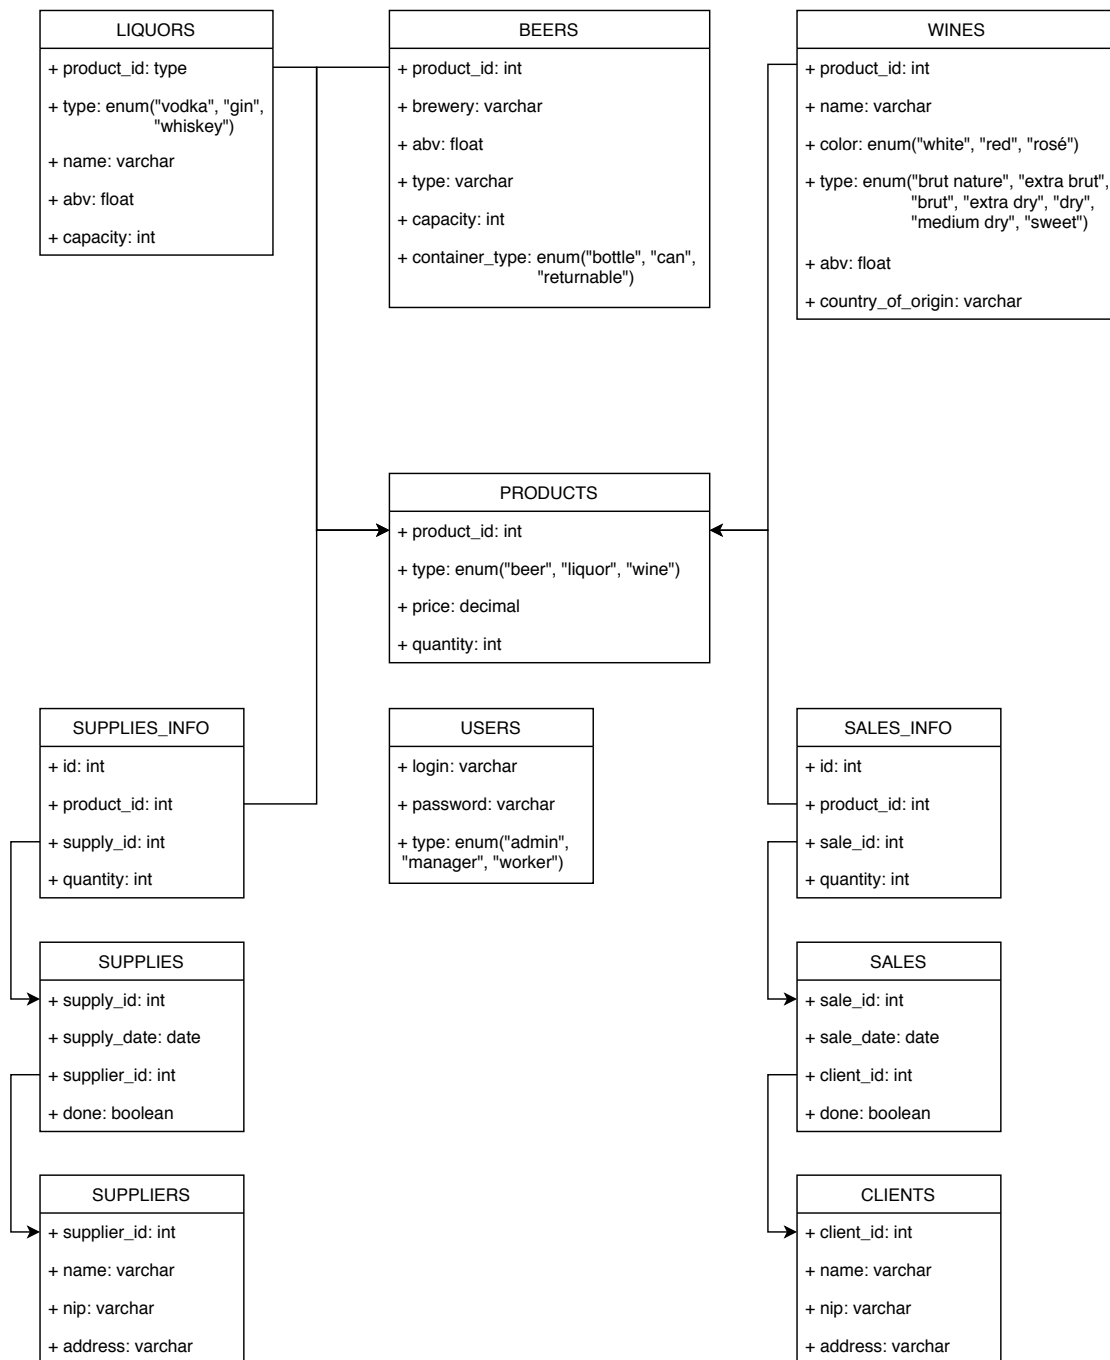 LIQUORS
+ product_id: type
+ type: enum("vodka", "gin",
"whiskey")
+ name: varchar
+ abv: float
+ capacity: int
BEERS
+ product_id: int
+ brewery: varchar
+ abv: float
+ type: varchar
+ capacity: int
+ container_type: enum("bottle", "can",
"returnable")
WINES
+ product_id: int
+ name: varchar
+ color: enum("white", "red", "rosé")
+ type: enum("brut nature", "extra brut",
"brut", "extra dry", "dry",
"medium dry", "sweet")
+ abv: float
+ country_of_origin: varchar
PRODUCTS
+ product_id: int
+ type: enum("beer", "liquor", "wine")
+ price: decimal
+ quantity: int
SUPPLIES_INFO
+ id: int
+ product_id: int
+ supply_id: int
+ quantity: int
USERS
+ login: varchar
+ password: varchar
+ type: enum("admin",
"manager", "worker")
SALES_INFO
+ id: int
+ product_id: int
+ sale_id: int
+ quantity: int
SUPPLIES
+ supply_id: int
+ supply_date: date
+ supplier_id: int
+ done: boolean
SALES
+ sale_id: int
+ sale_date: date
+ client_id: int
+ done: boolean
SUPPLIERS
+ supplier_id: int
+ name: varchar
+ nip: varchar
+ address: varchar
CLIENTS
+ client_id: int
+ name: varchar
+ nip: varchar
+ address: varchar